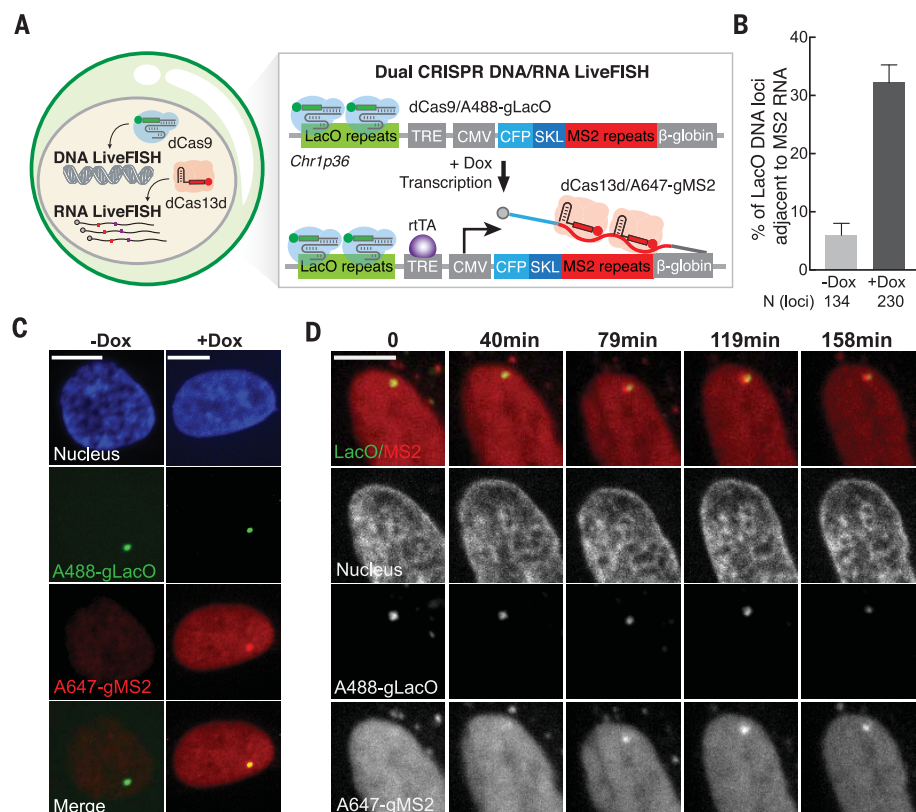 A
dCas9
DNA LiveFISH
dCas13d
RNA LiveFISH
Dual CRISPR DNA/RNA LiveFISH
dCas9/A488-gLacO
LacO repeats TRE CMV CFP SKL MS2 repeats β-globin
Chr1p36
+ Dox
Transcription
dCas13d/A647-gMS2
rtTA
LacO repeats TRE CMV CFP SKL MS2 repeats β-globin
B
% of LacO DNA loci
adjacent to MS2 RNA
40
30
20
10
0
-Dox +Dox
N (loci) 134 230
C
-Dox +Dox
Nucleus
A488-gLacO
A647-gMS2
Merge
D
0 40min 79min 119min 158min
LacO/MS2
Nucleus
A488-gLacO
A647-gMS2